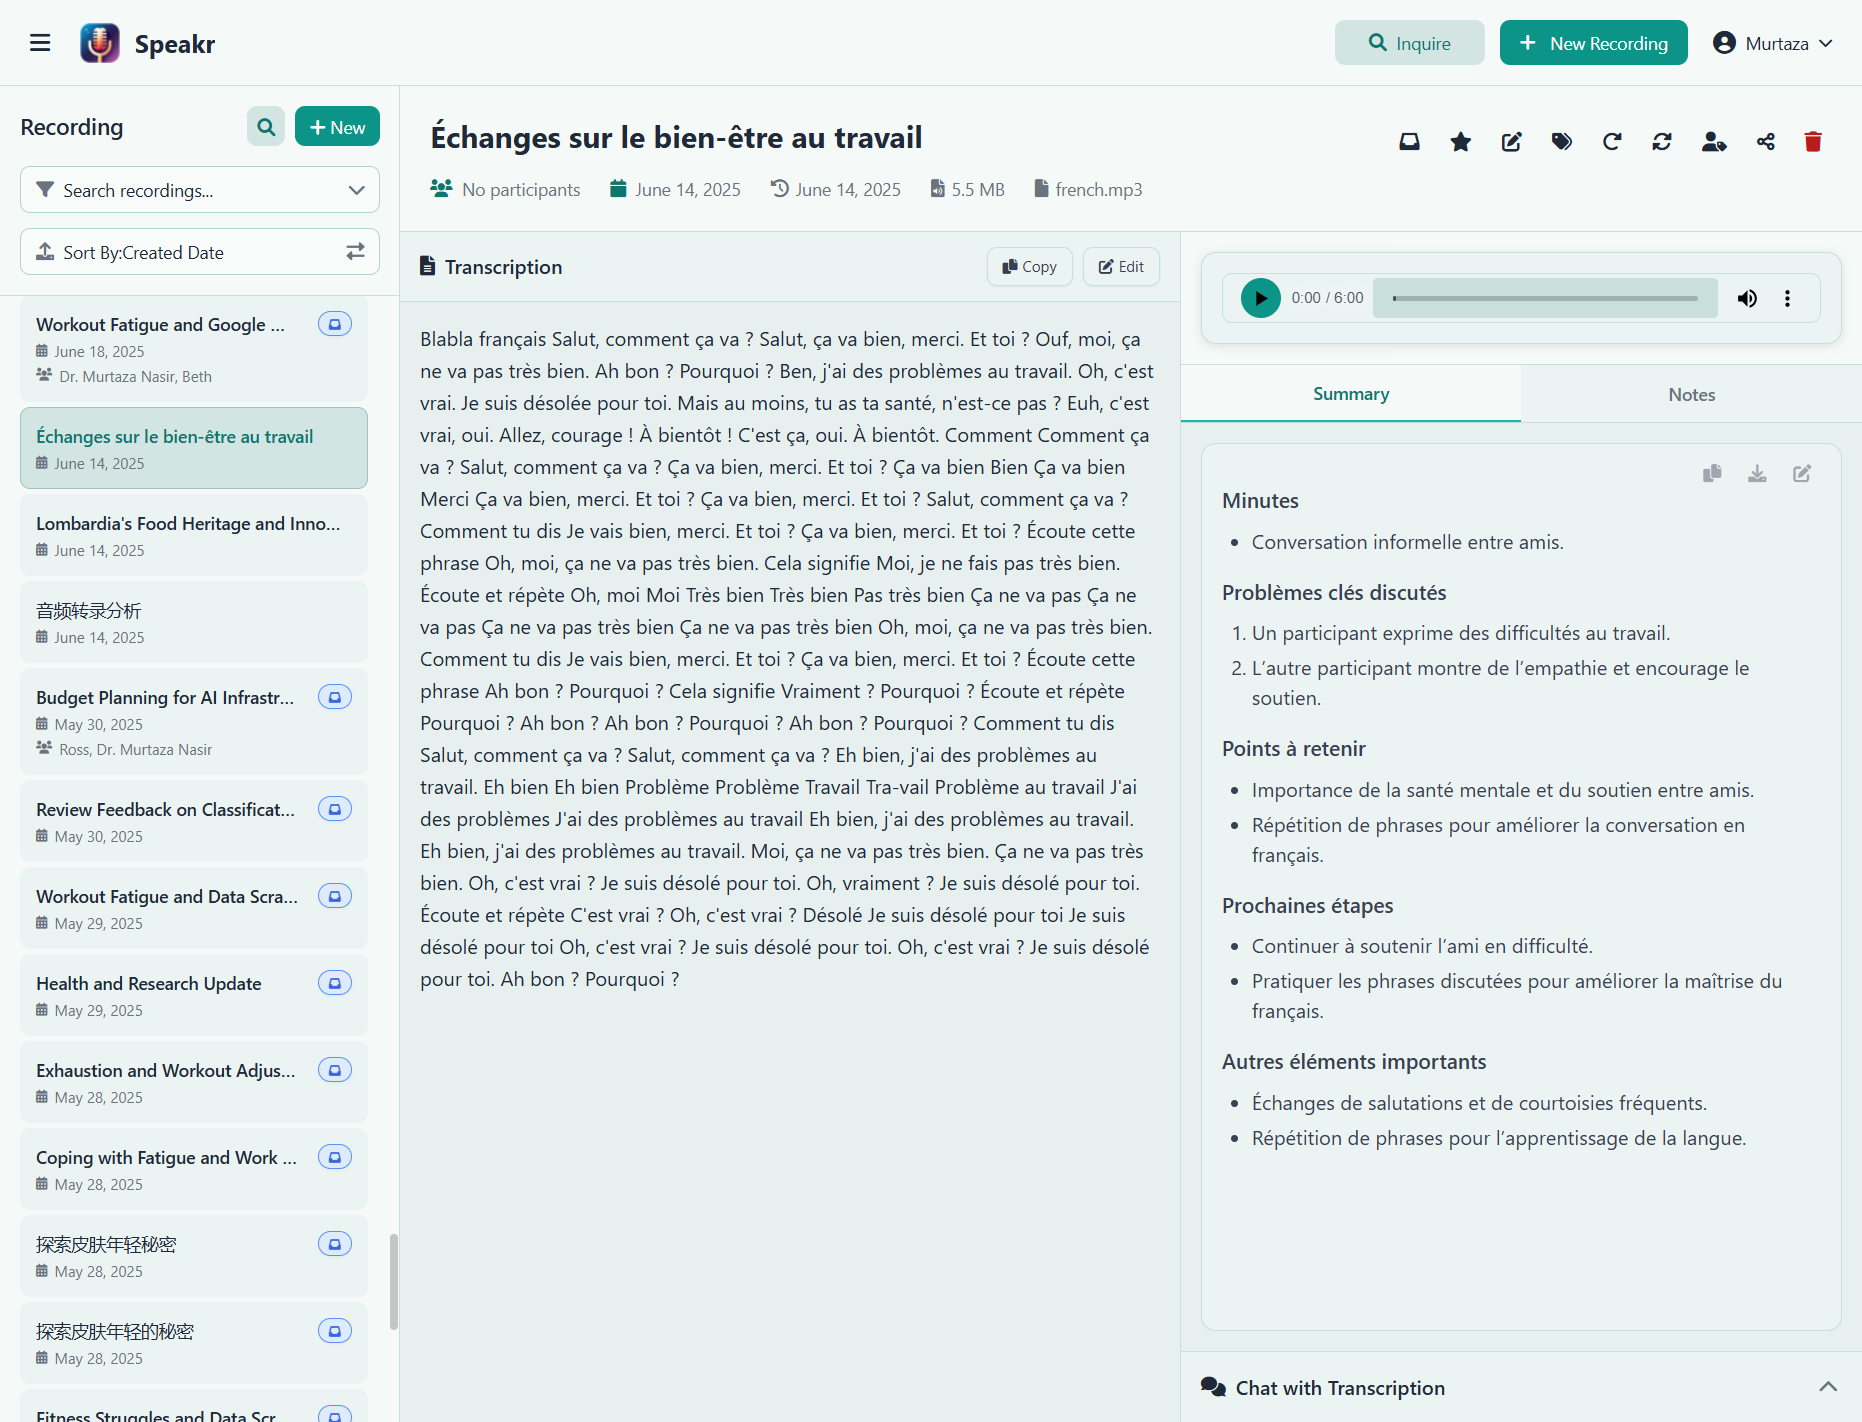 Speakr
Inquire
New Recording
Murtaza
Recording
New
Search recordings...
Sort By:Created Date
Workout Fatigue and Google ...
June 18, 2025
Dr. Murtaza Nasir, Beth
Échanges sur le bien-être au travail
June 14, 2025
Lombardia's Food Heritage and Inno...
June 14, 2025
音频转录分析
June 14, 2025
Budget Planning for AI Infrastr...
May 30, 2025
Ross, Dr. Murtaza Nasir
Review Feedback on Classificat...
May 30, 2025
Workout Fatigue and Data Scra...
May 29, 2025
Health and Research Update
May 29, 2025
Exhaustion and Workout Adjus...
May 28, 2025
Coping with Fatigue and Work ...
May 28, 2025
探索皮肤年轻秘密
May 28, 2025
探索皮肤年轻的秘密
May 28, 2025
Fitness Struggles and Data Scr...
Échanges sur le bien-être au travail
No participants
June 14, 2025
June 14, 2025
5.5 MB
french.mp3
Transcription
Copy
Edit
Blabla français Salut, comment ça va ? Salut, ça va bien, merci. Et toi ? Ouf, moi, ça
ne va pas très bien. Ah bon ? Pourquoi ? Ben, j'ai des problèmes au travail. Oh, c'est
vrai. Je suis désolée pour toi. Mais au moins, tu as ta santé, n'est-ce pas ? Euh, c'est
vrai, oui. Allez, courage ! À bientôt ! C'est ça, oui. À bientôt. Comment Comment ça
va ? Salut, comment ça va ? Ça va bien, merci. Et toi ? Ça va bien Bien Ça va bien
Merci Ça va bien, merci. Et toi ? Ça va bien, merci. Et toi ? Salut, comment ça va ?
Comment tu dis Je vais bien, merci. Et toi ? Ça va bien, merci. Et toi ? Écoute cette
phrase Oh, moi, ça ne va pas très bien. Cela signifie Moi, je ne fais pas très bien.
Écoute et répète Oh, moi Moi Très bien Très bien Pas très bien Ça ne va pas Ça ne
va pas Ça ne va pas très bien Ça ne va pas très bien Oh, moi, ça ne va pas très bien.
Comment tu dis Je vais bien, merci. Et toi ? Ça va bien, merci. Et toi ? Écoute cette
phrase Ah bon ? Pourquoi ? Cela signifie Vraiment ? Pourquoi ? Écoute et répète
Pourquoi ? Ah bon ? Ah bon ? Pourquoi ? Ah bon ? Pourquoi ? Comment tu dis
Salut, comment ça va ? Salut, comment ça va ? Eh bien, j'ai des problèmes au
travail. Eh bien Eh bien Problème Problème Travail Tra-vail Problème au travail J'ai
des problèmes J'ai des problèmes au travail Eh bien, j'ai des problèmes au travail.
Eh bien, j'ai des problèmes au travail. Moi, ça ne va pas très bien. Ça ne va pas très
bien. Oh, c'est vrai ? Je suis désolé pour toi. Oh, vraiment ? Je suis désolé pour toi.
Écoute et répète C'est vrai ? Oh, c'est vrai ? Désolé Je suis désolé pour toi Je suis
désolé pour toi Oh, c'est vrai ? Je suis désolé pour toi. Oh, c'est vrai ? Je suis désolé
pour toi. Ah bon ? Pourquoi ?
0:00 / 6:00
Summary
Notes
Minutes
• Conversation informelle entre amis.
Problèmes clés discutés
1. Un participant exprime des difficultés au travail.
2. L’autre participant montre de l’empathie et encourage le
soutien.
Points à retenir
• Importance de la santé mentale et du soutien entre amis.
• Répétition de phrases pour améliorer la conversation en
français.
Prochaines étapes
• Continuer à soutenir l’ami en difficulté.
• Pratiquer les phrases discutées pour améliorer la maîtrise du
français.
Autres éléments importants
• Échanges de salutations et de courtoisies fréquents.
• Répétition de phrases pour l’apprentissage de la langue.
Chat with Transcription